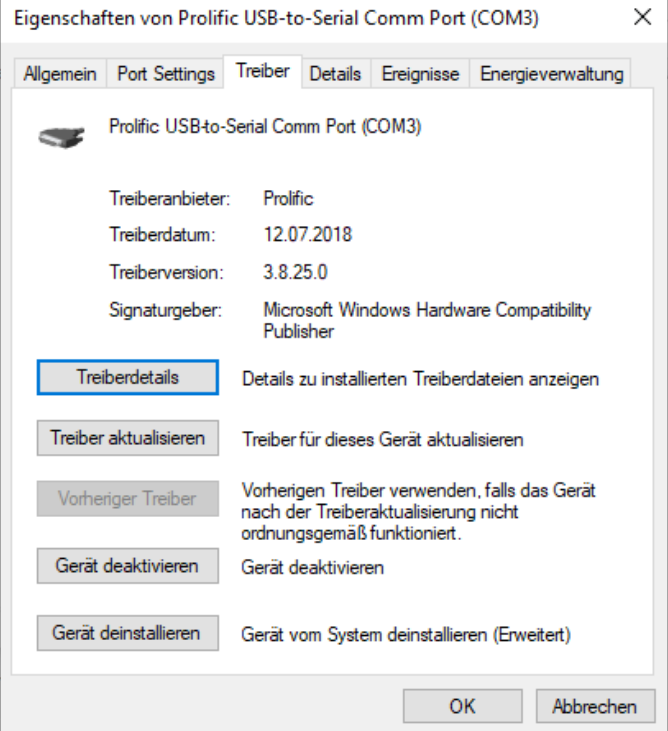 Eigenschaften von Prolific USB-to-Serial Comm Port (COM3)
Allgemein Port Settings Treiber Details Ereignisse Energieverwaltung
Prolific USB-to-Serial Comm Port (COM3)
Treiberanbieter: Prolific
Treiberdatum: 12.07.2018
Treiberversion: 3.8.25.0
Signaturgeber: Microsoft Windows Hardware Compatibility
Publisher
Treiberdetails Details zu installierten Treiberdateien anzeigen
Treiber aktualisieren Treiber für dieses Gerät aktualisieren
Vorheriger Treiber Vorherigen Treiber verwenden, falls das Gerät
nach der Treiberaktualisierung nicht
ordnungsgemäß funktioniert.
Gerät deaktivieren Gerät deaktivieren
Gerät deinstallieren Gerät vom System deinstallieren (Erweitert)
OK Abbrechen